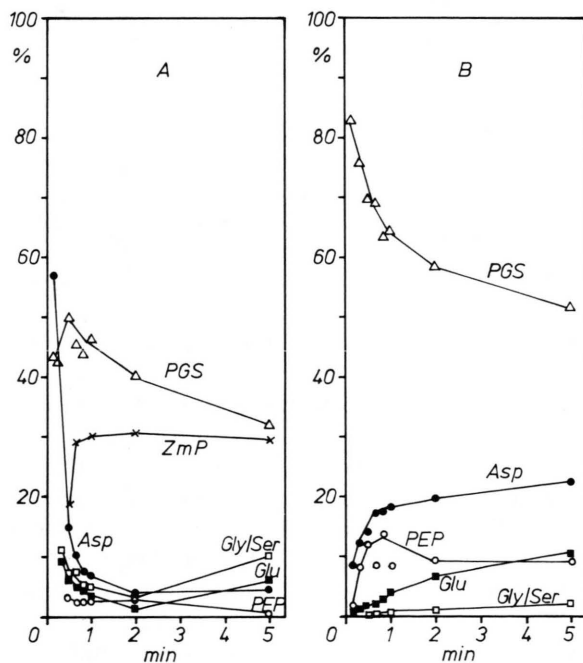 100
%
80
60
40
20
0
A
PGS
ZmP
Asp
Gly/Ser
Glu
PEP
1 2 3 4 5
min
100
%
80
60
40
20
0
B
PGS
Asp
PEP
Glu
Gly/Ser
1 2 3 4 5
min